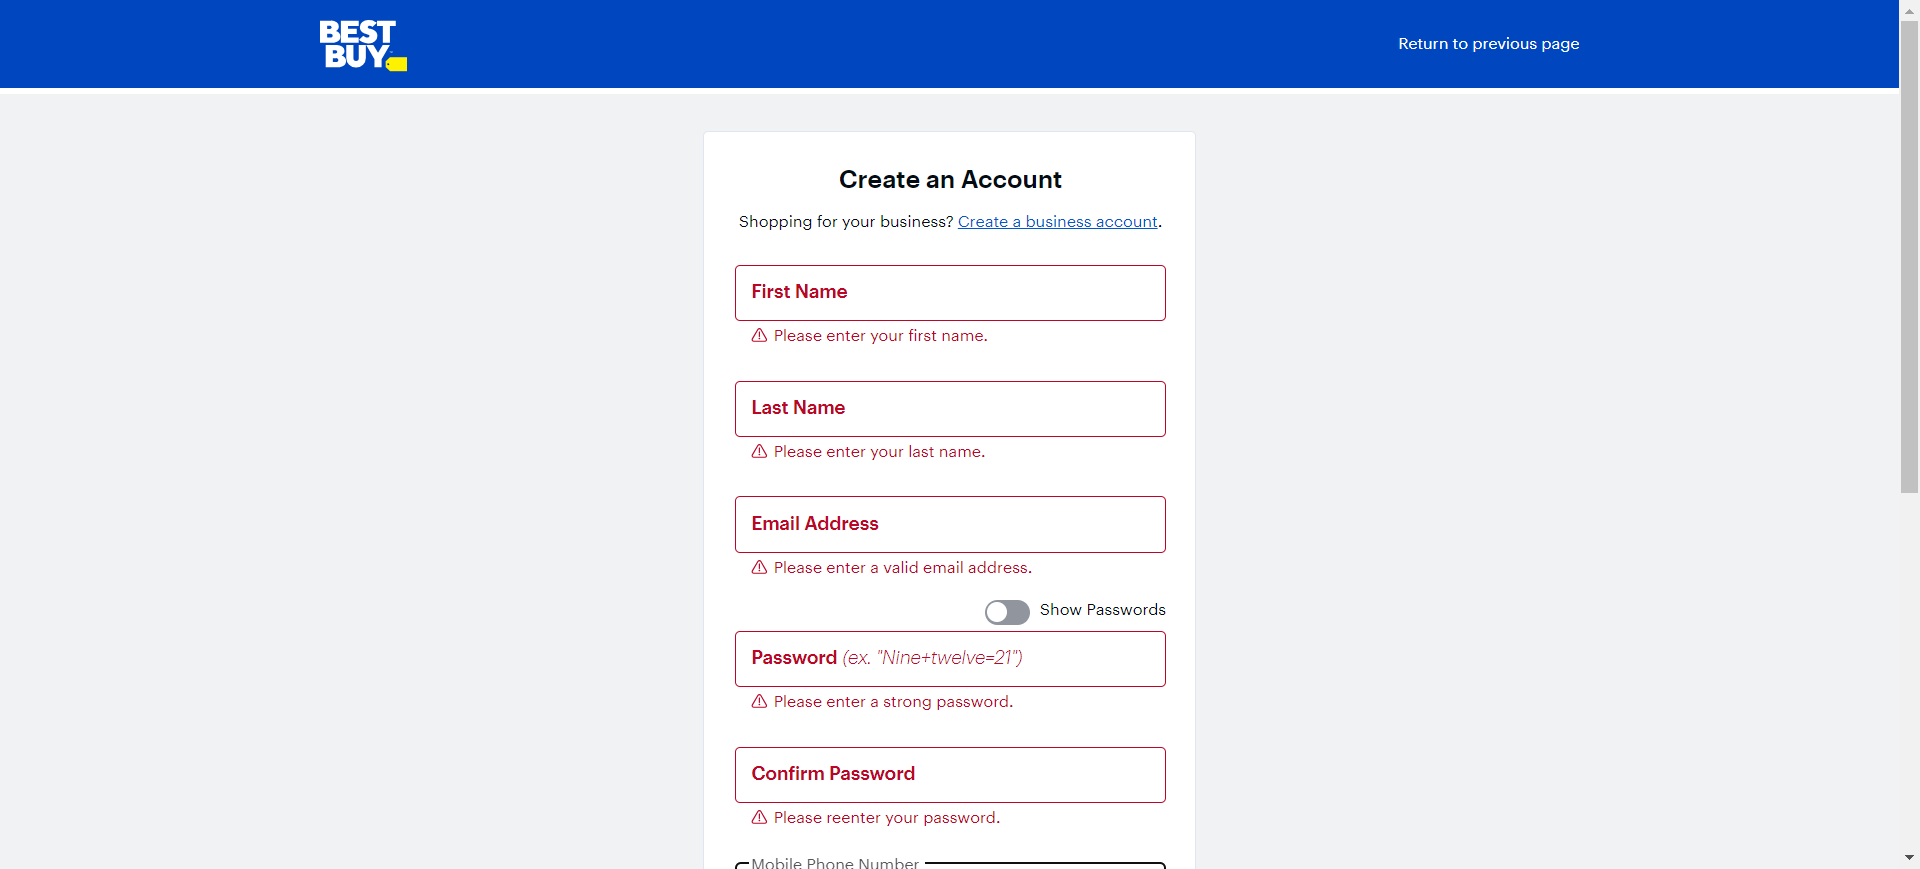 BEST
BUY
Return to previous page
Create an Account
Shopping for your business? Create a business account.
First Name
Please enter your first name.
Last Name
Please enter your last name.
Email Address
Please enter a valid email address.
Show Passwords
Password (ex. "Nine+twelve=21")
Please enter a strong password.
Confirm Password
Please reenter your password.
Mobile Phone Number